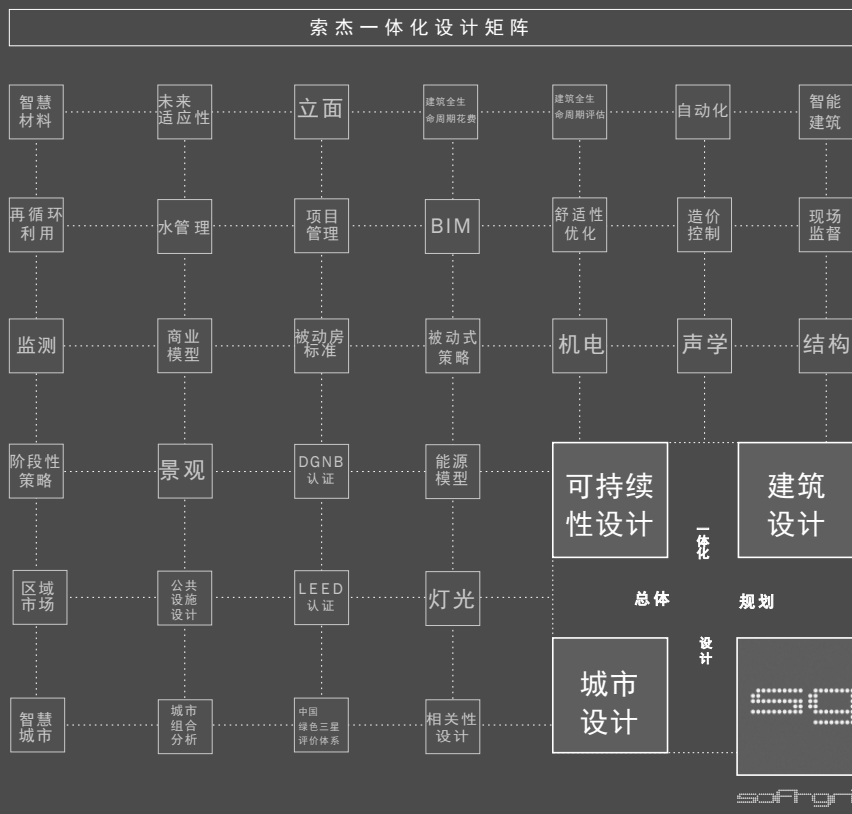 索杰一体化设计矩阵
智慧
材料
未来
适应性
立面
建筑全生
命周期花费
建筑全生
命周期评估
自动化
智能
建筑
再循环
利用
水管理
项目
管理
BIM
舒适性
优化
造价
控制
现场
监督
监测
商业
模型
被动房
标准
被动式
策略
机电
声学
结构
阶段性
策略
景观
DGNB
认证
能源
模型
可持续
性设计
建筑
设计
一体化
区域
市场
公共
设施
设计
LEED
认证
灯光
总体
规划
设计
智慧
城市
城市
组合
分析
中国
绿色三星
评价体系
相关性
设计
城市
设计
sg